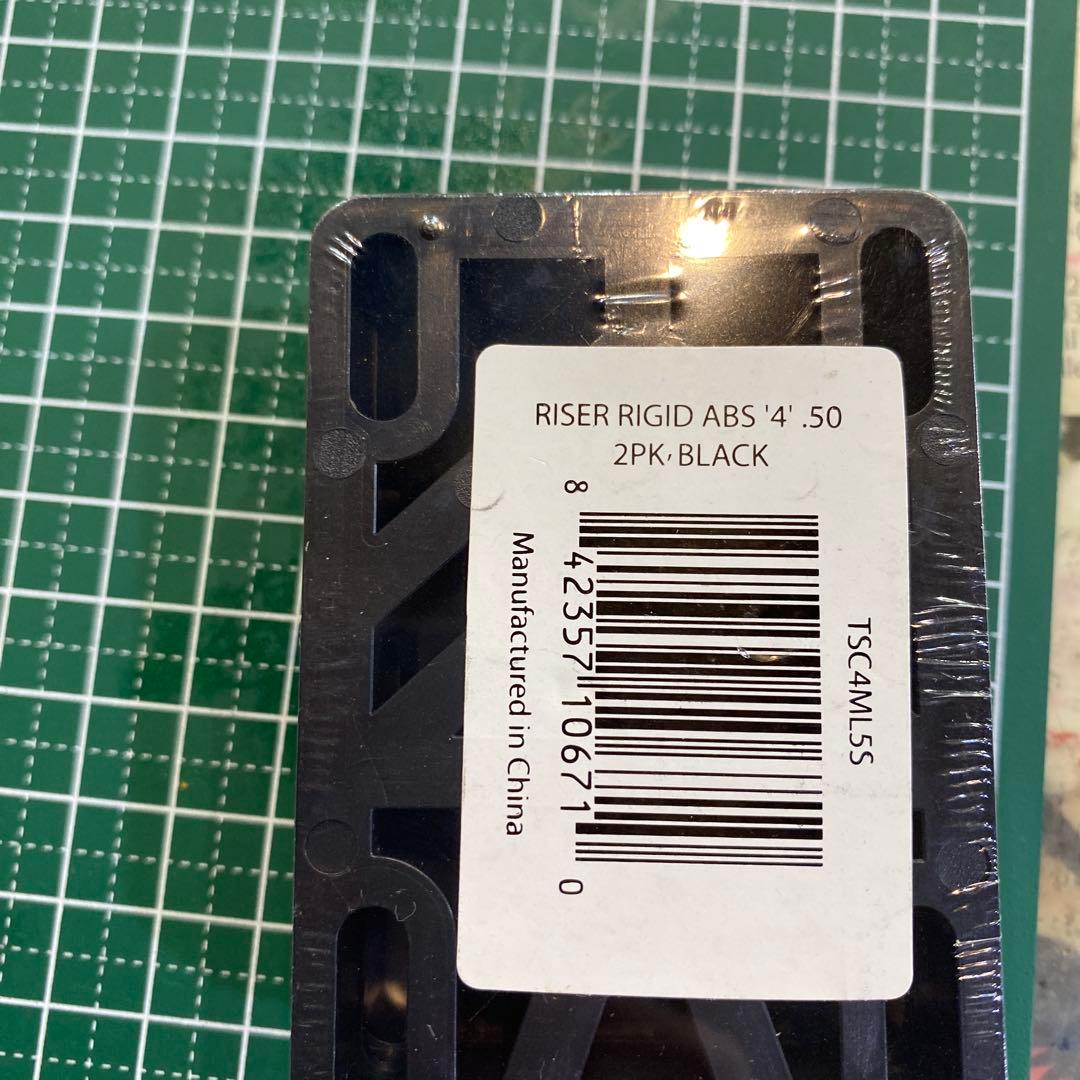 RISER RIGID ABS '4' .50
2PK, BLACK
TSC4ML5S
8 42357 10671 0
Manufactured in China